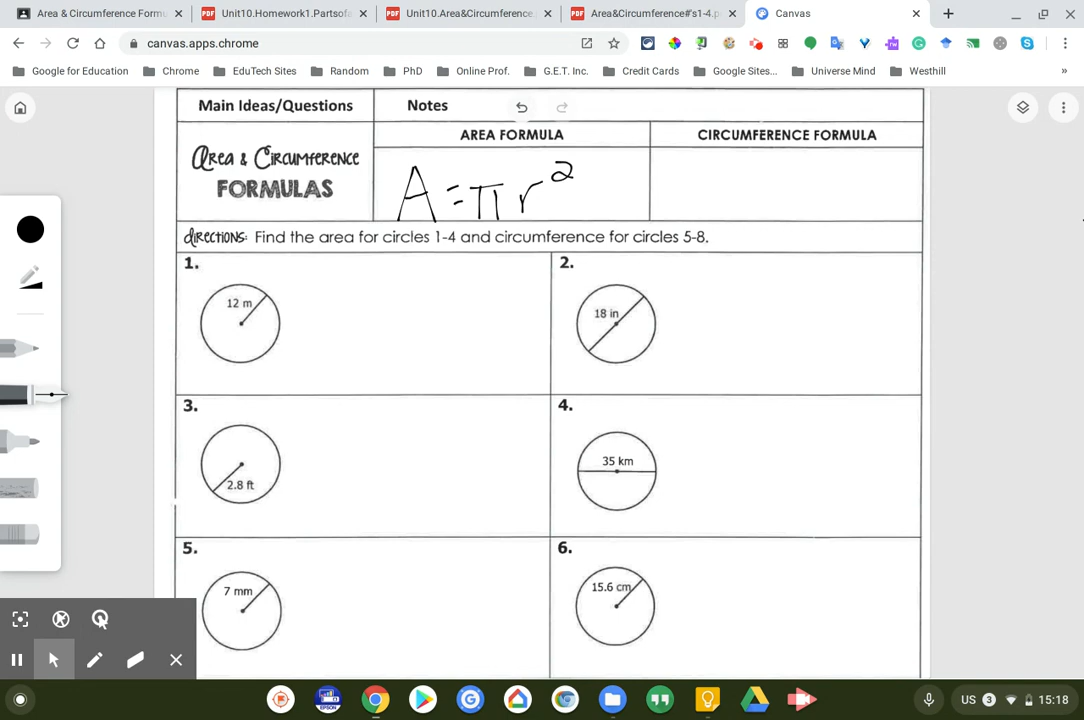 Area & Circumference Formu
Unit10.Homework1.Partsofa
Unit10.Area&Circumference.
Area&Circumference#'s1-4.p
Canvas
canvas.apps.chrome
Google for Education
Chrome
EduTech Sites
Random
PhD
Online Prof.
G.E.T. Inc.
Credit Cards
Google Sites...
Universe Mind
Westhill
»
Main Ideas/Questions
Notes
AREA FORMULA
CIRCUMFERENCE FORMULA
Area & Circumference
FORMULAS
A=πr²
directions: Find the area for circles 1-4 and circumference for circles 5-8.
1.
12 m
2.
18 in
3.
2.8 ft
4.
35 km
5.
7 mm
6.
15.6 cm
US
3
15:18